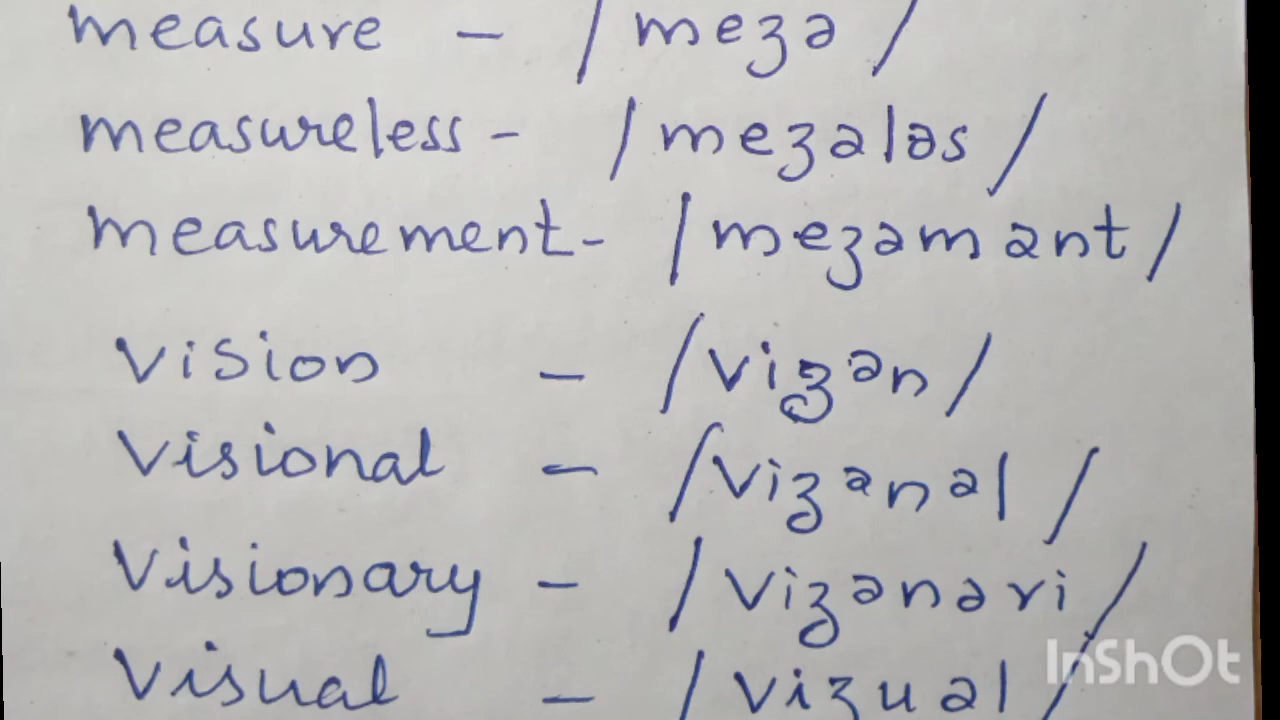 measure - /meʒə/
measureless - /meʒələs/
measurement - /meʒəmənt/
vision - /viʒən/
visional - /viʒənəl/
visionary - /viʒənəri/
visual - /viʒuəl/
InShOt